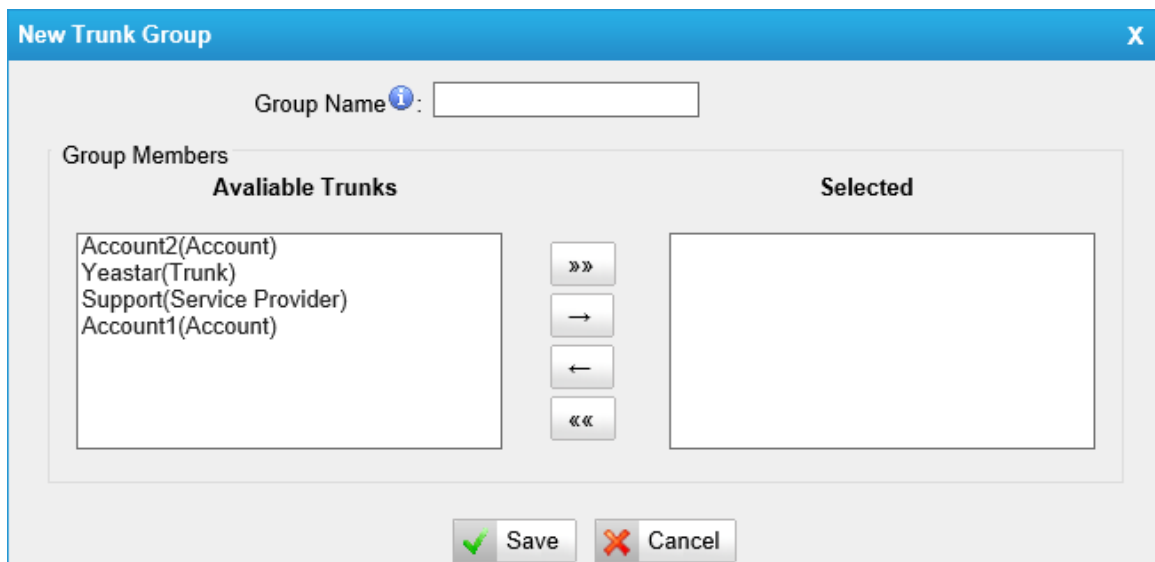 New Trunk Group X
Group Name i :
Group Members
Avaliable Trunks Selected
Account2(Account)
Yeastar(Trunk)
Support(Service Provider)
Account1(Account)
»»
→
←
««
Save Cancel